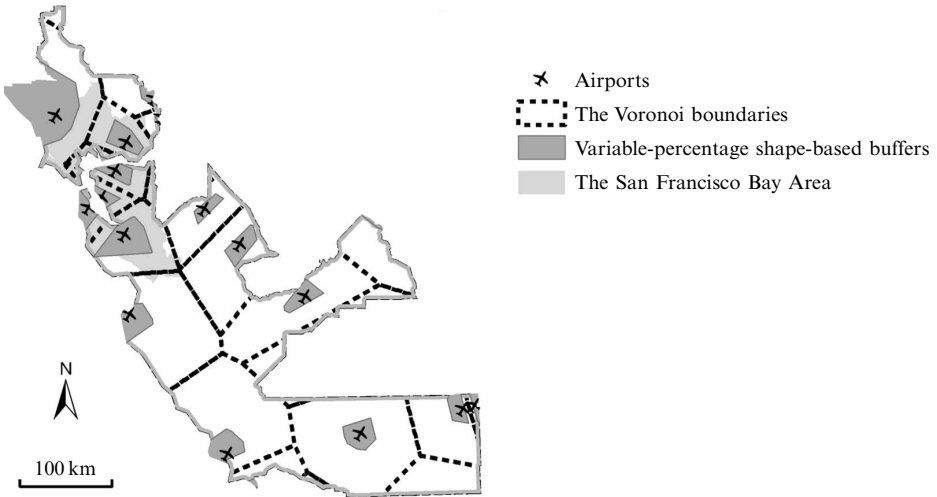 Airports
The Voronoi boundaries
Variable-percentage shape-based buffers
The San Francisco Bay Area
N
100 km